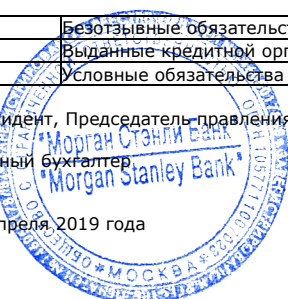 Безотзывные обязательст
Выданные кредитной орг
Условные обязательства
идент, Председатель правления
"Морган Стэнли Банк"
ный бухгалтер
"Morgan Stanley Bank"
преля 2019 года
МОСКВА